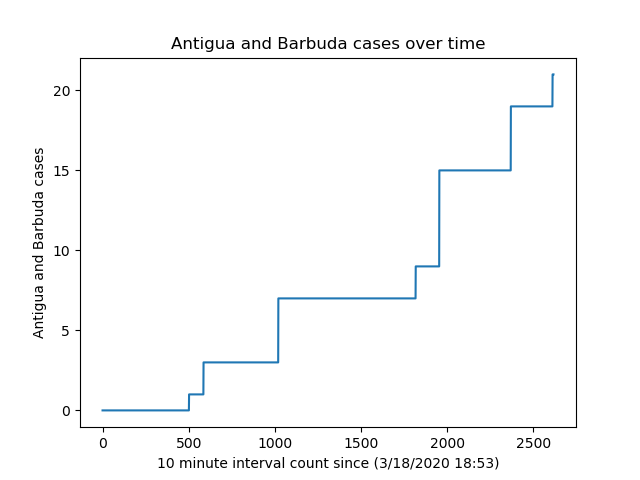 Antigua and Barbuda cases over time
Antigua and Barbuda cases
20
15
10
5
0
0 500 1000 1500 2000 2500
10 minute interval count since (3/18/2020 18:53)